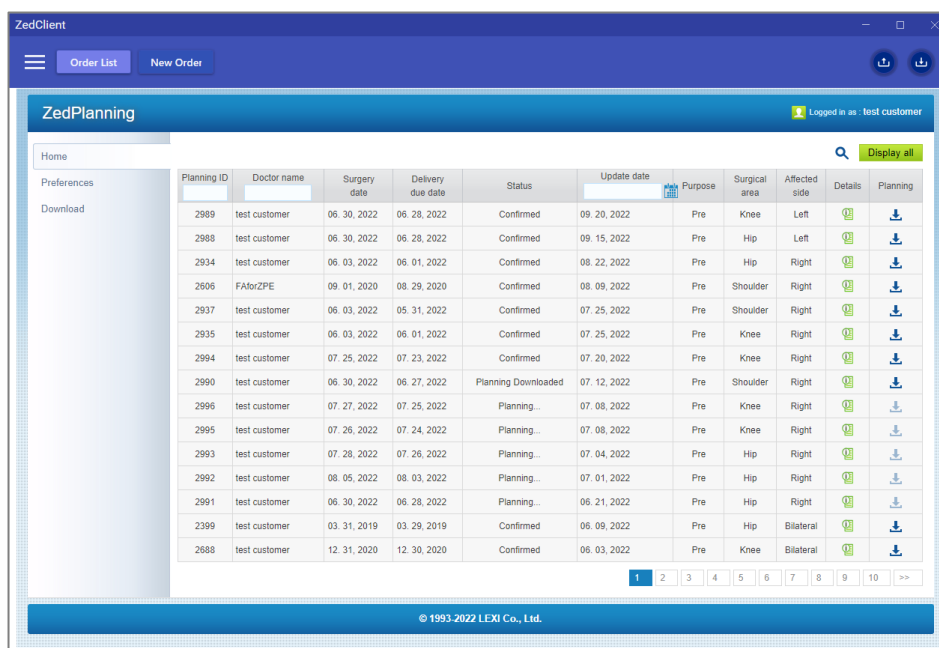 ZedClient
Order List New Order
ZedPlanning Logged in as : test customer
Home
Preferences
Download
Display all
Planning ID Doctor name Surgery date Delivery due date Status Update date Purpose Surgical area Affected side Details Planning
2989 test customer 06. 30, 2022 06. 28, 2022 Confirmed 09. 20, 2022 Pre Knee Left
2988 test customer 06. 30, 2022 06. 28, 2022 Confirmed 09. 15, 2022 Pre Hip Left
2934 test customer 06. 03, 2022 06. 01, 2022 Confirmed 08. 22, 2022 Pre Hip Right
2606 FAforZPE 09. 01, 2020 08. 29, 2020 Confirmed 08. 09, 2022 Pre Shoulder Right
2937 test customer 06. 03, 2022 05. 31, 2022 Confirmed 07. 25, 2022 Pre Shoulder Right
2935 test customer 06. 03, 2022 06. 01, 2022 Confirmed 07. 25, 2022 Pre Knee Right
2994 test customer 07. 25, 2022 07. 23, 2022 Confirmed 07. 20, 2022 Pre Knee Right
2990 test customer 06. 30, 2022 06. 27, 2022 Planning Downloaded 07. 12, 2022 Pre Shoulder Right
2996 test customer 07. 27, 2022 07. 25, 2022 Planning... 07. 08, 2022 Pre Knee Right
2995 test customer 07. 26, 2022 07. 24, 2022 Planning... 07. 08, 2022 Pre Knee Right
2993 test customer 07. 28, 2022 07. 26, 2022 Planning... 07. 04, 2022 Pre Hip Right
2992 test customer 08. 05, 2022 08. 03, 2022 Planning... 07. 01, 2022 Pre Hip Right
2991 test customer 06. 30, 2022 06. 28, 2022 Planning... 06. 21, 2022 Pre Hip Right
2399 test customer 03. 31, 2019 03. 29, 2019 Confirmed 06. 09, 2022 Pre Hip Bilateral
2688 test customer 12. 31, 2020 12. 30, 2020 Confirmed 06. 03, 2022 Pre Knee Bilateral
1 2 3 4 5 6 7 8 9 10 >>
© 1993-2022 LEXI Co., Ltd.